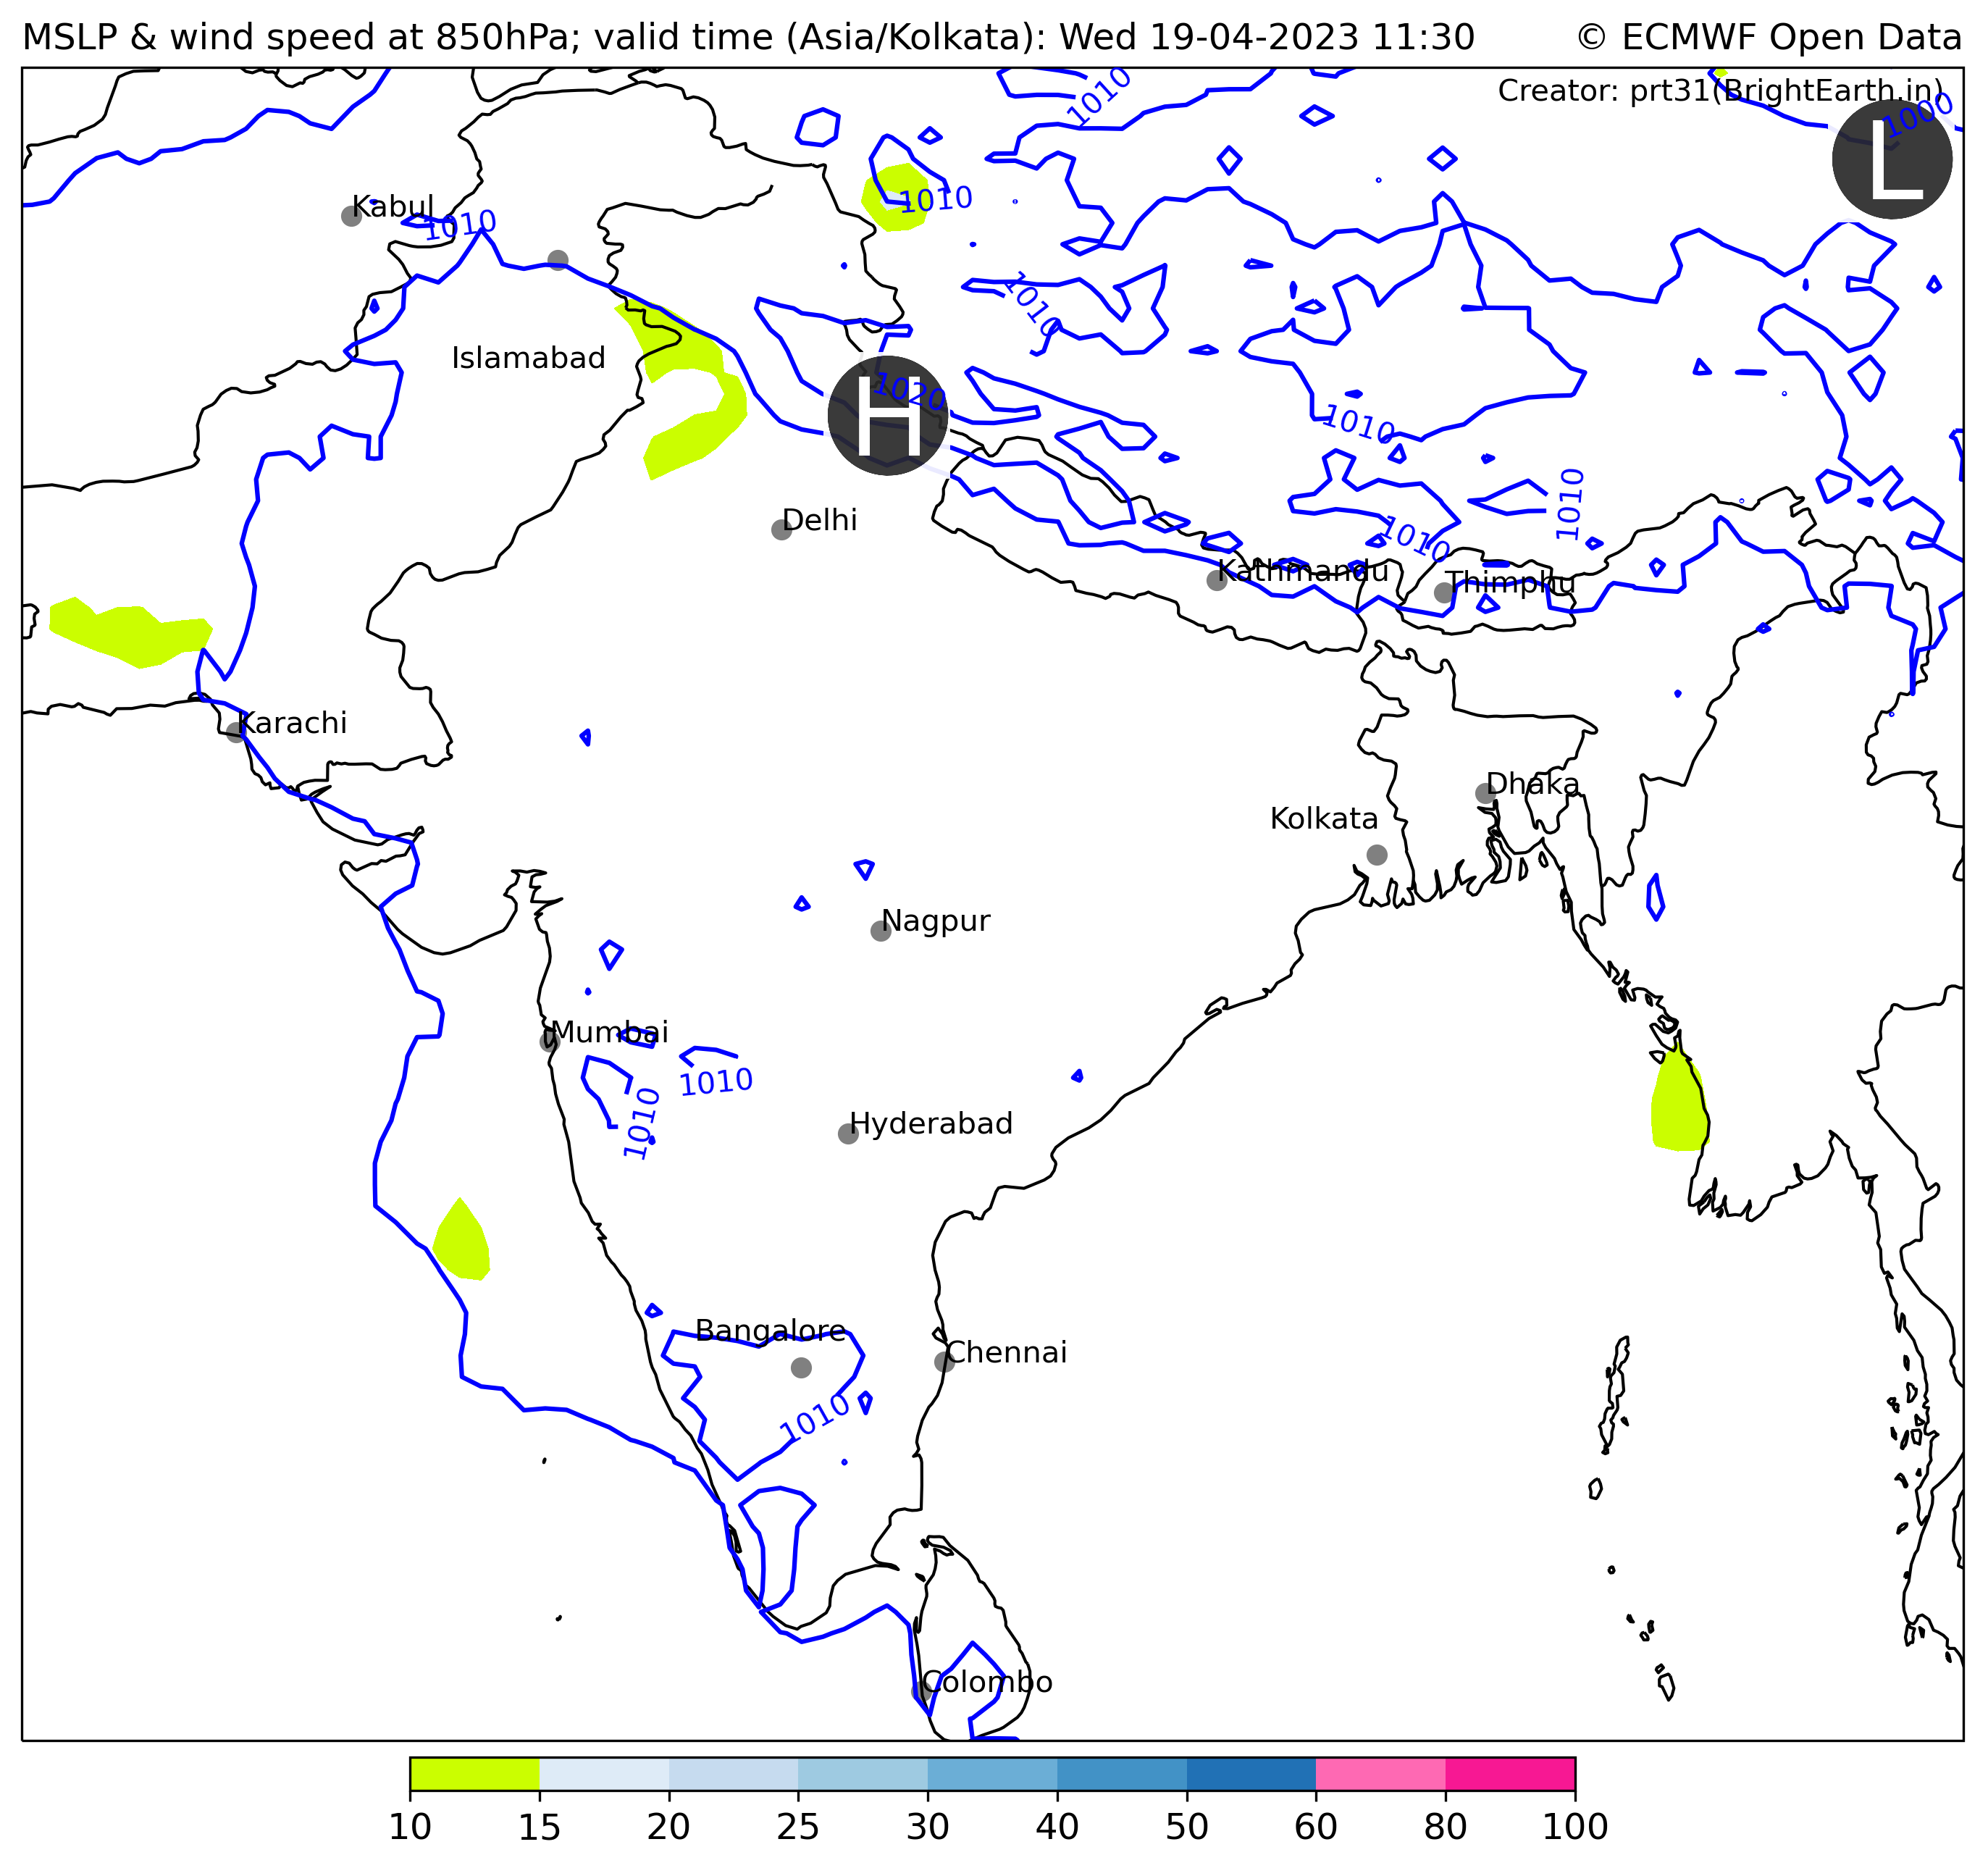 MSLP & wind speed at 850hPa; valid time (Asia/Kolkata): Wed 19-04-2023 11:30 © ECMWF Open Data
Creator: prt31(BrightEarth.in)
1010
1000
L
Kabul
1010
1010
1010
Islamabad
1020
H
1010
1010
Delhi
1010
Kathmandu
Thimphu
Karachi
Dhaka
Kolkata
Nagpur
Mumbai
1010
1010
Hyderabad
Bangalore
Chennai
1010
Colombo
10 15 20 25 30 40 50 60 80 100